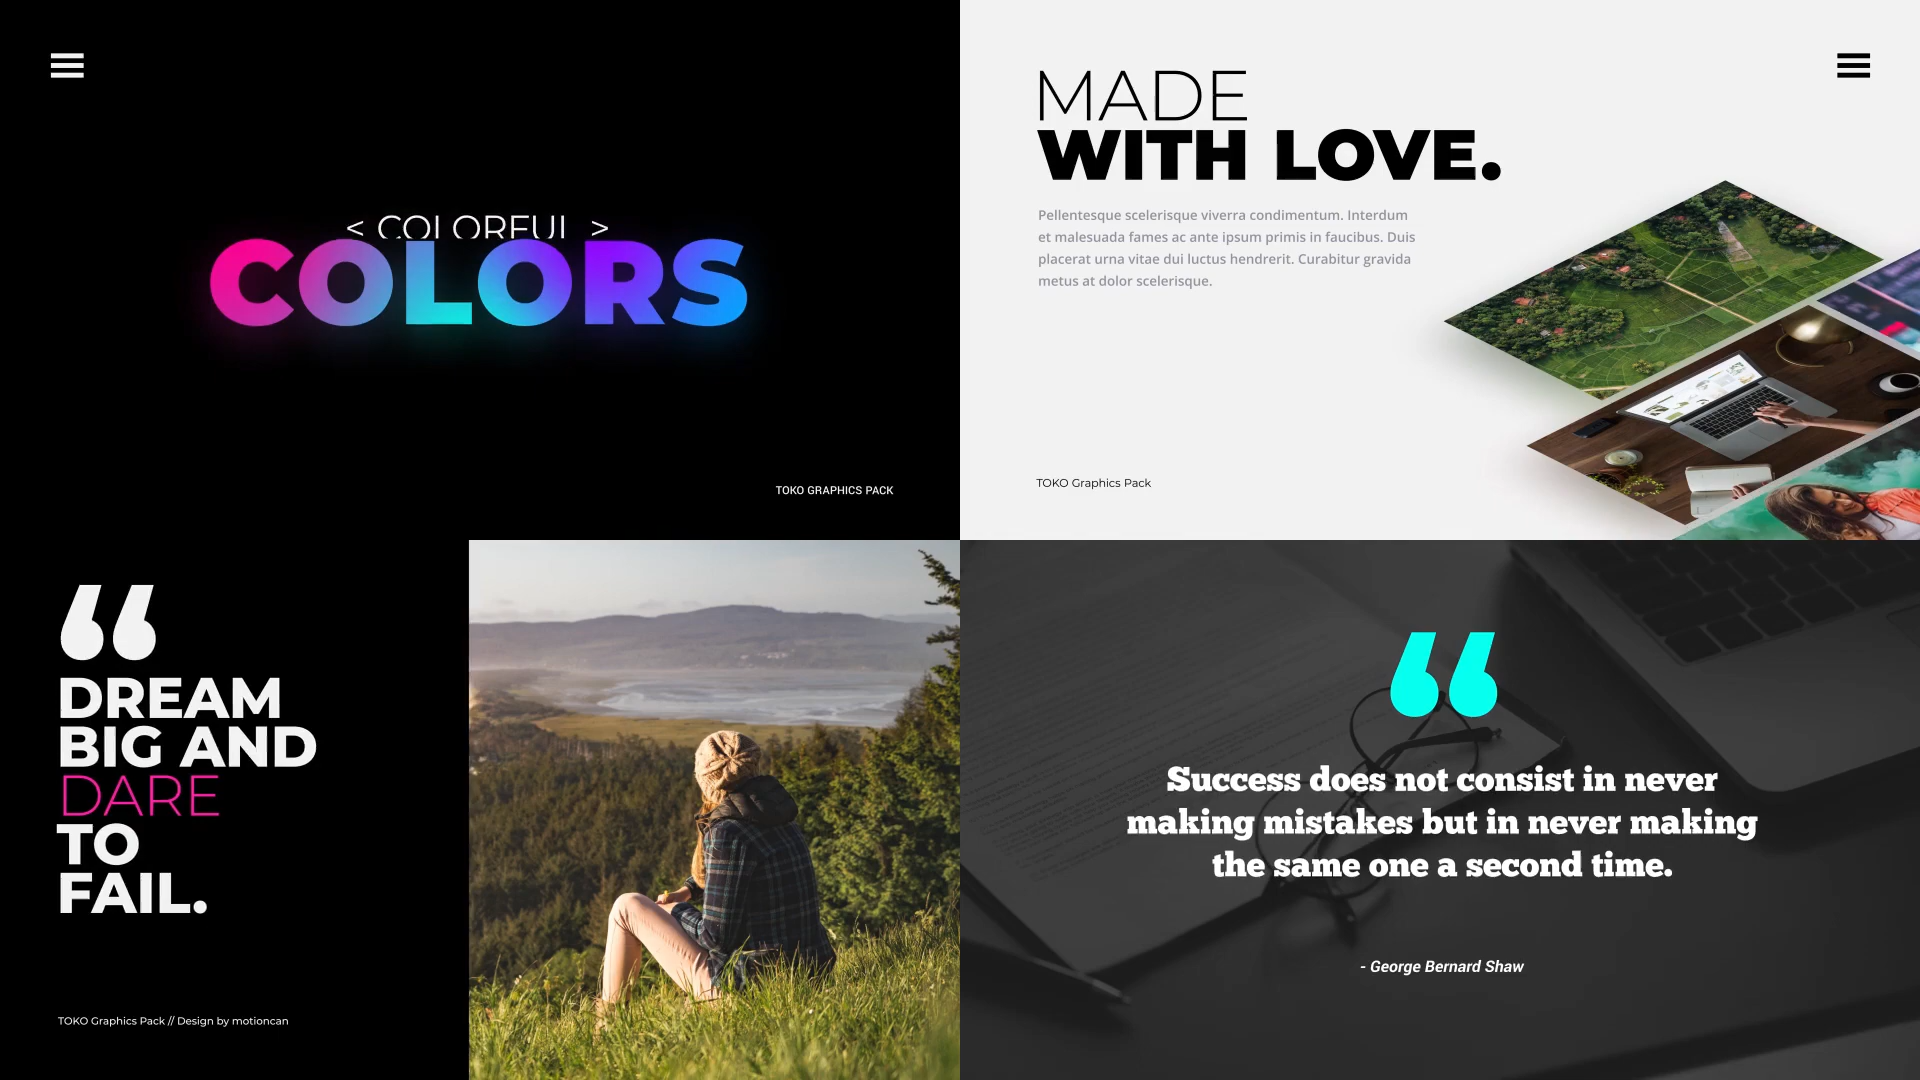 < COLORFUL >
COLORS
TOKO GRAPHICS PACK
MADE
WITH LOVE.
Pellentesque scelerisque viverra condimentum. Interdum
et malesuada fames ac ante ipsum primis in faucibus. Duis
placerat urna vitae dui luctus hendrerit. Curabitur gravida
metus at dolor scelerisque.
TOKO Graphics Pack
“
DREAM
BIG AND
DARE
TO
FAIL.
TOKO Graphics Pack // Design by motioncan
“
Success does not consist in never
making mistakes but in never making
the same one a second time.
- George Bernard Shaw